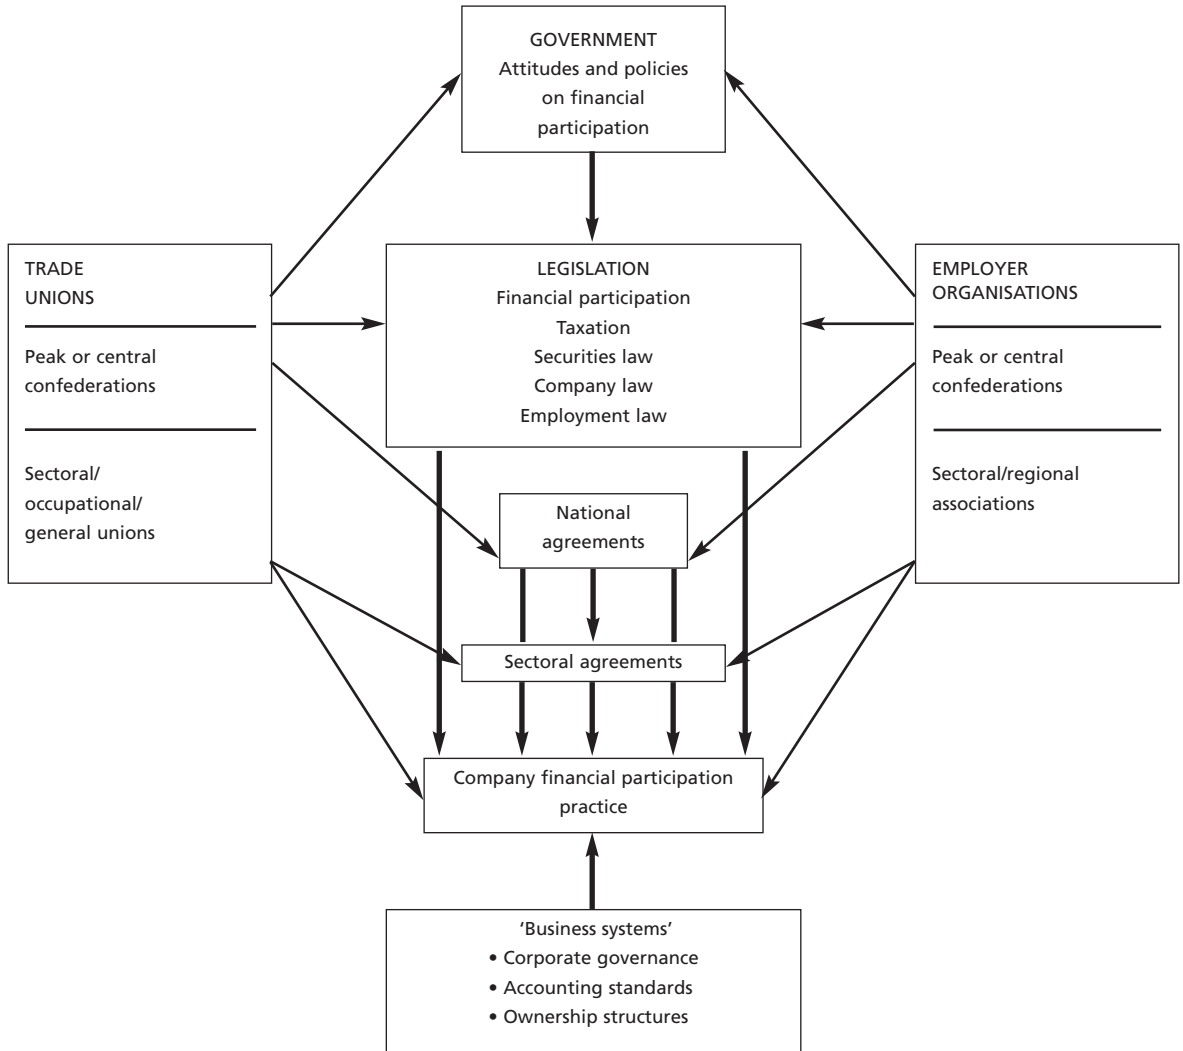 GOVERNMENT
Attitudes and policies
on financial
participation
TRADE
UNIONS
Peak or central
confederations
Sectoral/
occupational/
general unions
LEGISLATION
Financial participation
Taxation
Securities law
Company law
Employment law
EMPLOYER
ORGANISATIONS
Peak or central
confederations
Sectoral/regional
associations
National
agreements
Sectoral agreements
Company financial participation
practice
‘Business systems’
• Corporate governance
• Accounting standards
• Ownership structures